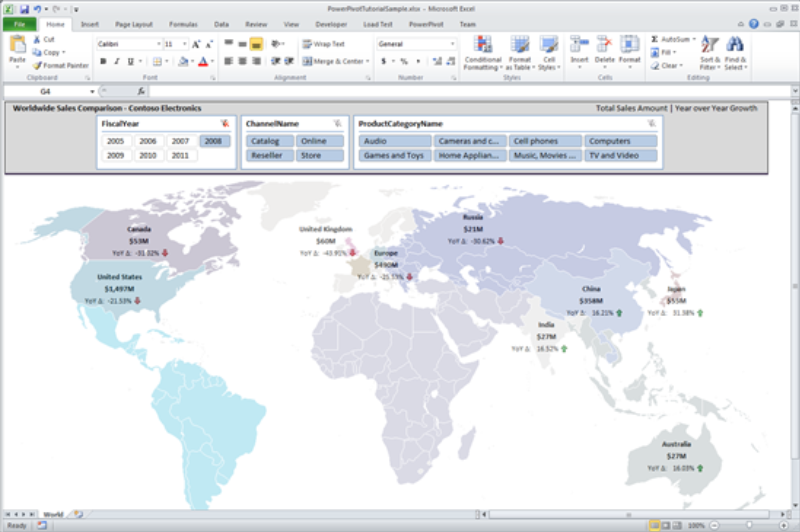 PowerPivotTutorialSample.xlsx - Microsoft Excel
File Home Insert Page Layout Formulas Data Review View Developer Load Test PowerPivot Team
Paste Cut Copy Format Painter Clipboard
Calibri 11 A A B I U Font
Wrap Text Merge & Center Alignment
General $ % , Number
Conditional Formatting Format as Table Cell Styles Styles
Insert Delete Format Cells
AutoSum Fill Clear Sort & Filter Find & Select Editing
G4 fx
Worldwide Sales Comparison - Contoso Electronics Total Sales Amount | Year over Year Growth
FiscalYear ChannelName ProductCategoryName
2005 2006 2007 2008 Catalog Online Audio Cameras and c... Cell phones Computers
2009 2010 2011 Reseller Store Games and Toys Home Applian... Music, Movies ... TV and Video
Canada
$53M
YoY Δ: -31.52%
United States
$1,497M
YoY Δ: -21.53%
United Kingdom
$60M
YoY Δ: -43.91%
Europe
YoY Δ:
Russia
$21M
YoY Δ: -30.62%
China
$358M
YoY Δ: 16.21%
Japan
$55M
YoY Δ: 31.38%
India
$27M
YoY Δ: 16.52%
Australia
$27M
YoY Δ: 16.03%
World
Ready 100%